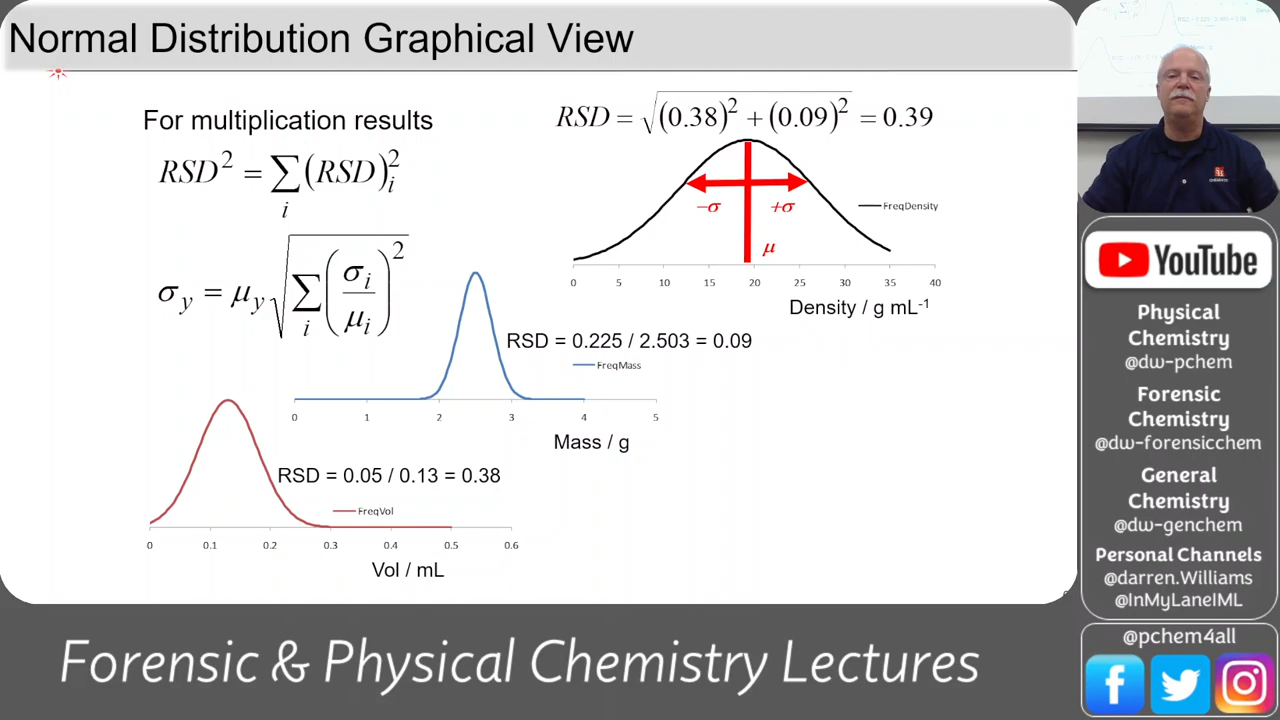 Normal Distribution Graphical View
For multiplication results
RSD² = ∑ᵢ (RSD)ᵢ²
σ_y = μ_y √(∑ᵢ (σᵢ / μᵢ)²)
RSD = √((0.38)² + (0.09)²) = 0.39
−σ +σ
μ
FreqDensity
0 5 10 15 20 25 30 35 40
Density / g mL⁻¹
RSD = 0.225 / 2.503 = 0.09
FreqMass
0 1 2 3 4 5
Mass / g
RSD = 0.05 / 0.13 = 0.38
FreqVol
0 0.1 0.2 0.3 0.4 0.5 0.6
Vol / mL
YouTube
Physical
Chemistry
@dw-pchem
Forensic
Chemistry
@dw-forensicchem
General
Chemistry
@dw-genchem
Personal Channels
@darren.Williams
@InMyLaneIML
@pchem4all
Forensic & Physical Chemistry Lectures